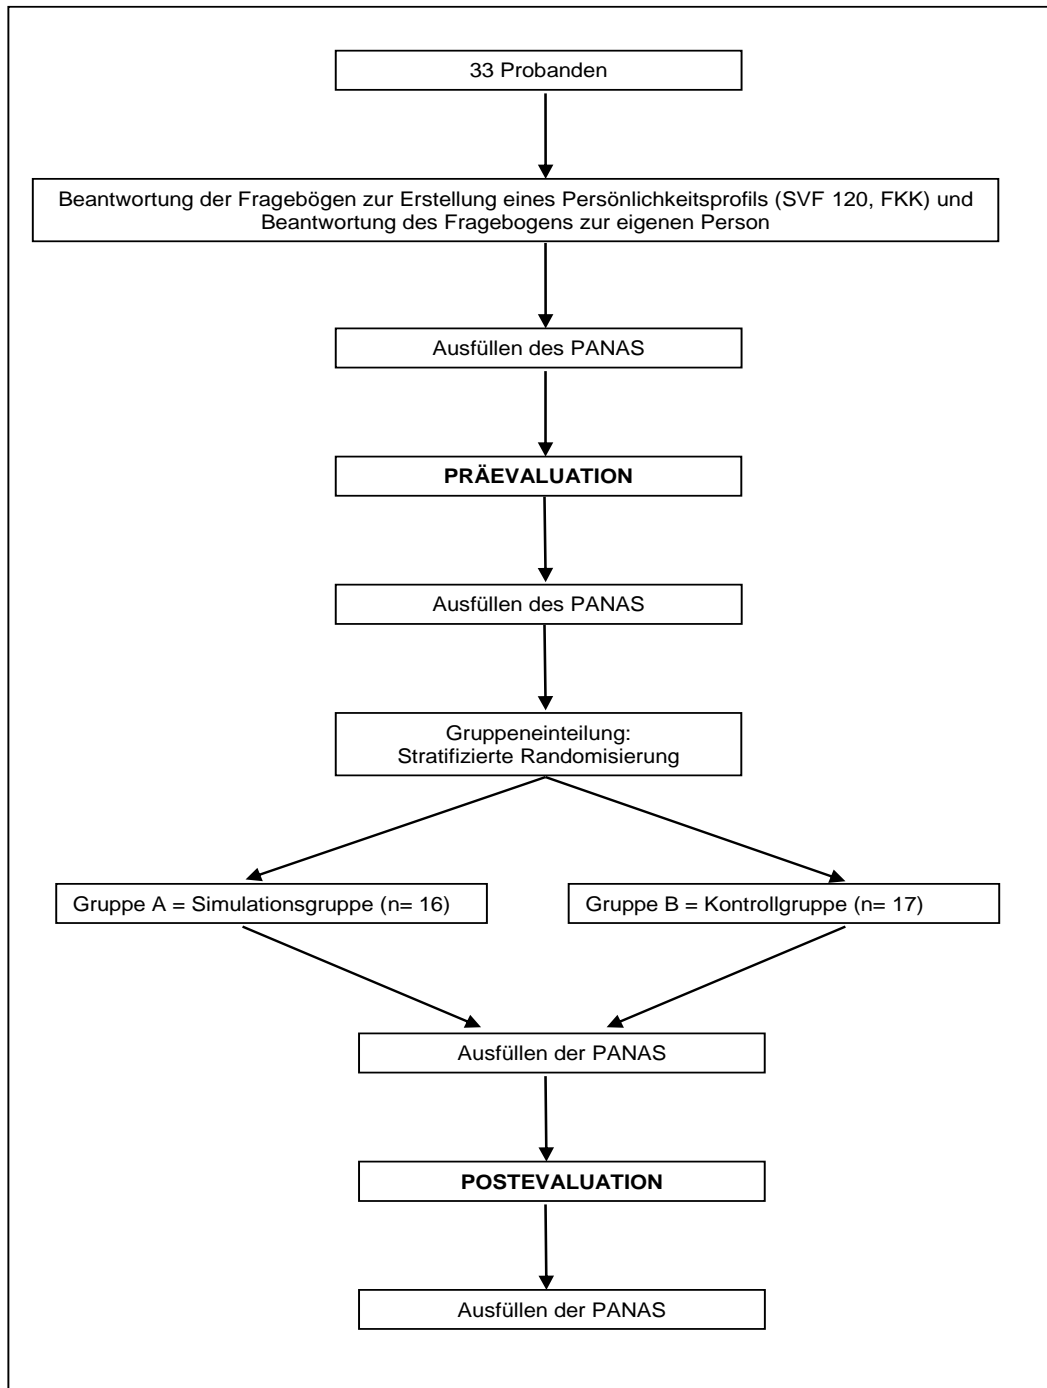 33 Probanden
Beantwortung der Fragebögen zur Erstellung eines Persönlichkeitsprofils (SVF 120, FKK) und
Beantwortung des Fragebogens zur eigenen Person
Ausfüllen des PANAS
PRÄEVALUATION
Ausfüllen des PANAS
Gruppeneinteilung:
Stratifizierte Randomisierung
Gruppe A = Simulationsgruppe (n= 16)
Gruppe B = Kontrollgruppe (n= 17)
Ausfüllen der PANAS
POSTEVALUATION
Ausfüllen der PANAS